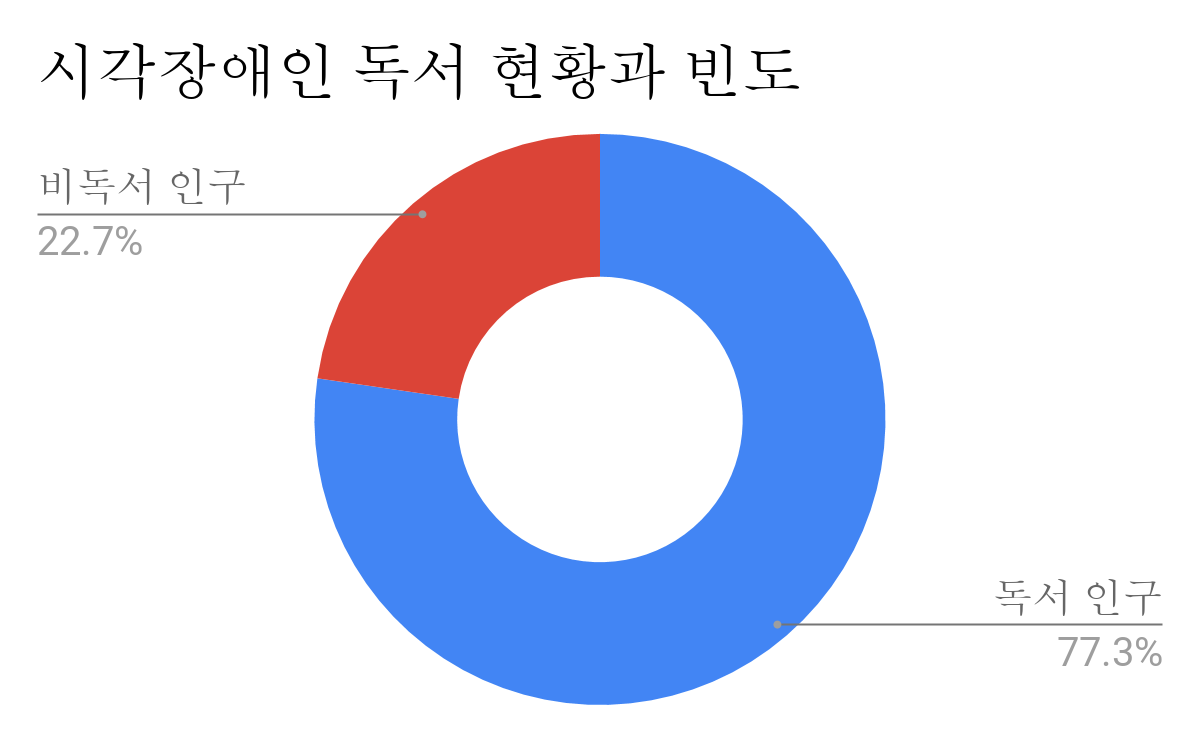 시각장애인 독서 현황과 빈도
비독서 인구
22.7%
독서 인구
77.3%